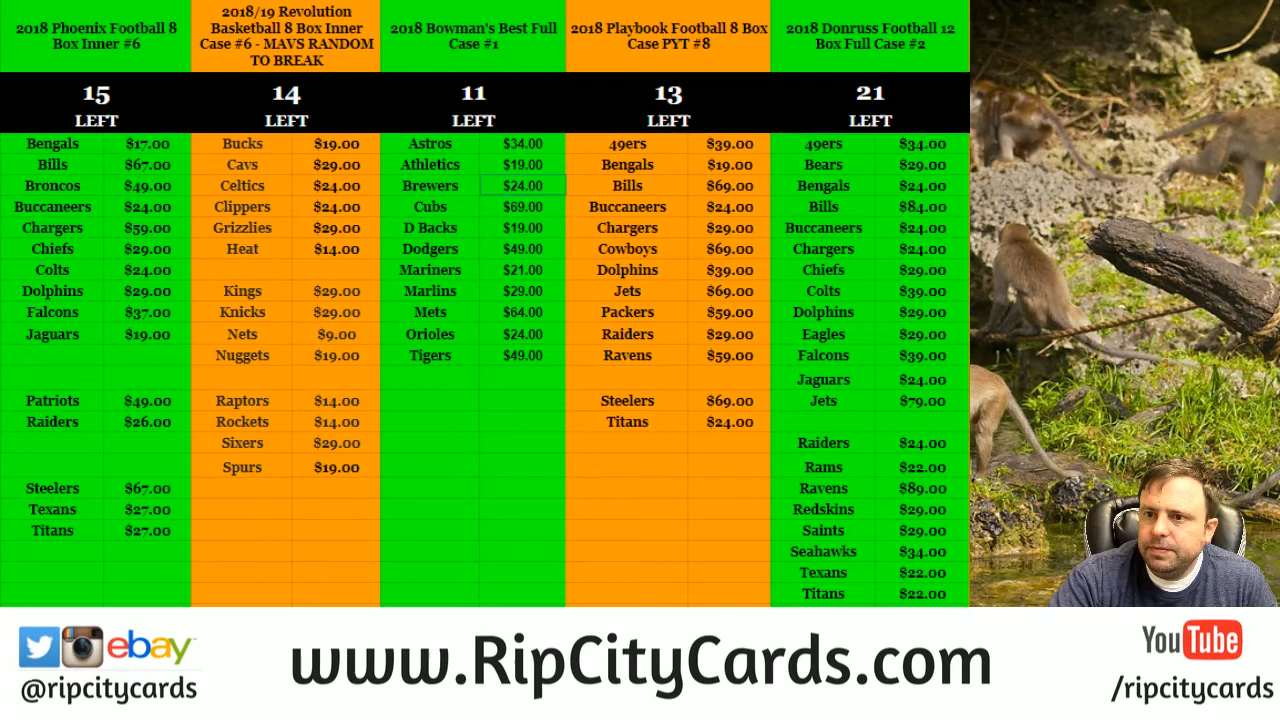 2018 Phoenix Football 8
Box Inner #6
15
LEFT
Bengals $17.00
Bills $67.00
Broncos $49.00
Buccaneers $24.00
Chargers $59.00
Chiefs $29.00
Colts $24.00
Dolphins $29.00
Falcons $37.00
Jaguars $19.00
Patriots $49.00
Raiders $26.00
Steelers $67.00
Texans $27.00
Titans $27.00
2018/19 Revolution
Basketball 8 Box Inner
Case #6 - MAVS RANDOM
TO BREAK
14
LEFT
Bucks $19.00
Cavs $29.00
Celtics $24.00
Clippers $24.00
Grizzlies $29.00
Heat $14.00
Kings $29.00
Knicks $29.00
Nets $9.00
Nuggets $19.00
Raptors $14.00
Rockets $14.00
Sixers $29.00
Spurs $19.00
2018 Bowman's Best Full
Case #1
11
LEFT
Astros $34.00
Athletics $19.00
Brewers $24.00
Cubs $69.00
D Backs $19.00
Dodgers $49.00
Mariners $21.00
Marlins $29.00
Mets $64.00
Orioles $24.00
Tigers $49.00
2018 Playbook Football 8 Box
Case PYT #8
13
LEFT
49ers $39.00
Bengals $19.00
Bills $69.00
Buccaneers $24.00
Chargers $29.00
Cowboys $69.00
Dolphins $39.00
Jets $69.00
Packers $59.00
Raiders $29.00
Ravens $59.00
Steelers $69.00
Titans $24.00
2018 Donruss Football 12
Box Full Case #2
21
LEFT
49ers $34.00
Bears $29.00
Bengals $24.00
Bills $84.00
Buccaneers $24.00
Chargers $24.00
Chiefs $29.00
Colts $39.00
Dolphins $29.00
Eagles $29.00
Falcons $39.00
Jaguars $24.00
Jets $79.00
Raiders $24.00
Rams $22.00
Ravens $89.00
Redskins $29.00
Saints $29.00
Seahawks $34.00
Texans $22.00
Titans $22.00
ebay
@ripcitycards
www.RipCityCards.com
YouTube
/ripcitycards